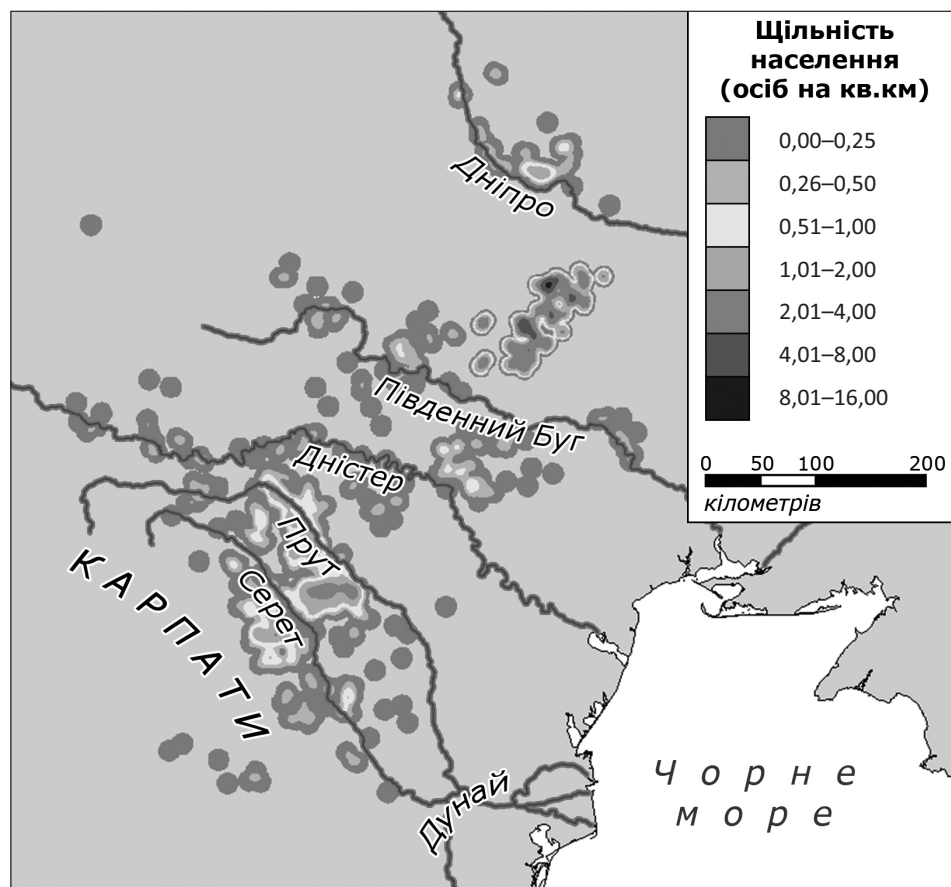 Щільність
населення
(осіб на кв.км)
0,00–0,25
0,26–0,50
0,51–1,00
1,01–2,00
2,01–4,00
4,01–8,00
8,01–16,00
0 50 100 200
кілометрів
Дніпро
Південний Буг
Дністер
Прут
Серет
КАРПАТИ
Дунай
Чорне
море